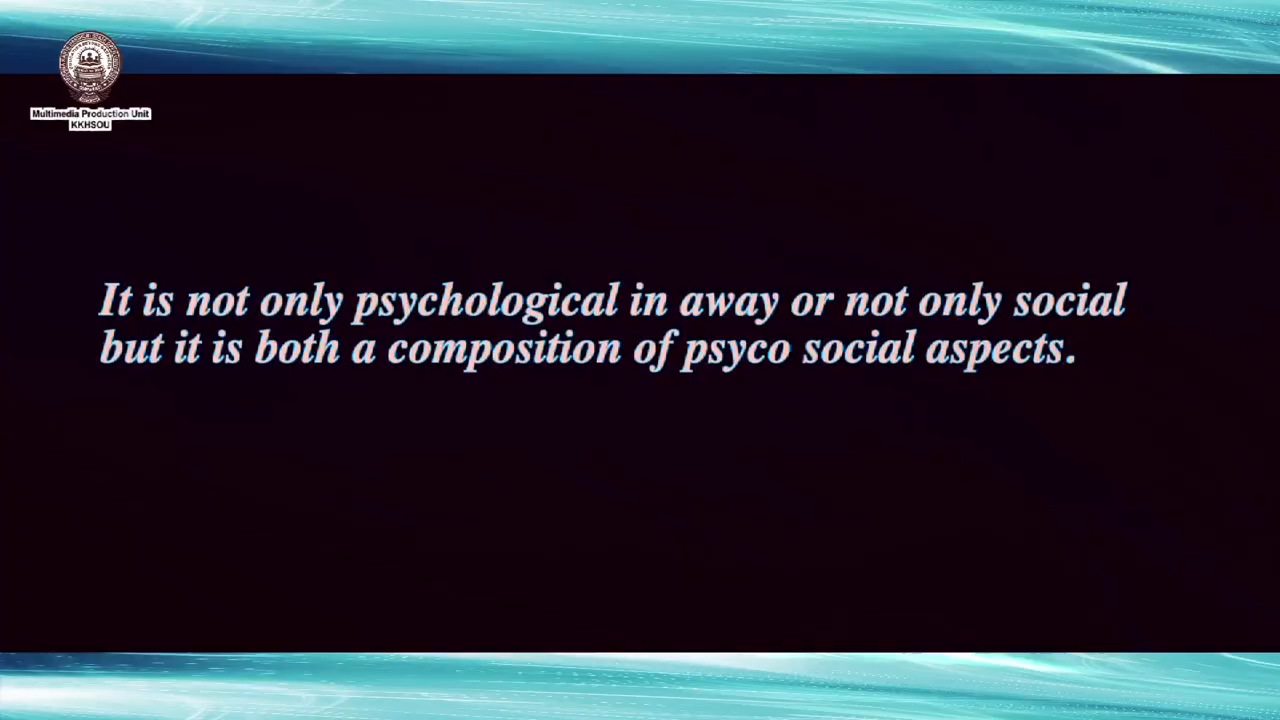 Multimedia Production Unit
KKHSOU
It is not only psychological in away or not only social
but it is both a composition of psyco social aspects.